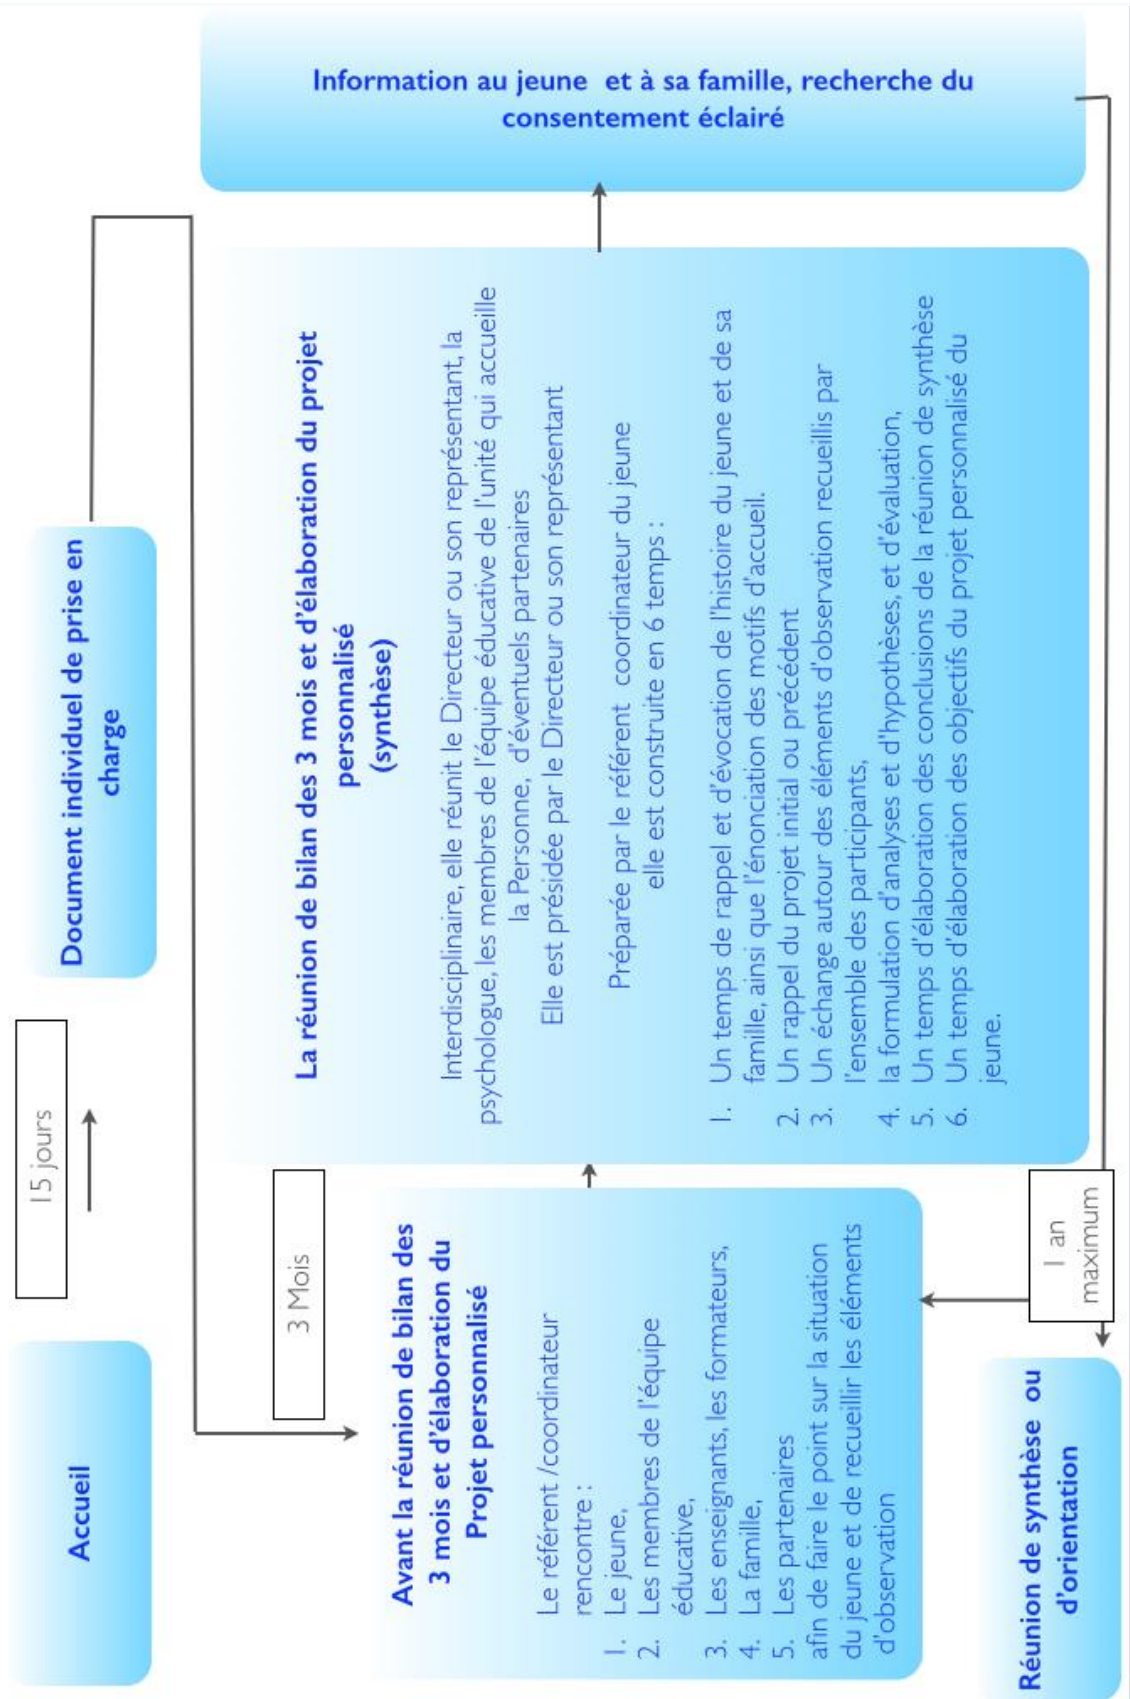 Accueil
15 jours
Document individuel de prise en
charge
3 Mois
Avant la réunion de bilan des
3 mois et d'élaboration du
Projet personnalisé
Le référent /coordinateur
rencontre :
1. Le jeune,
2. Les membres de l'équipe
éducative,
3. Les enseignants, les formateurs,
4. La famille,
5. Les partenaires
afin de faire le point sur la situation
du jeune et de recueillir les éléments
d'observation
La réunion de bilan des 3 mois et d'élaboration du projet
personnalisé
(synthèse)
Interdisciplinaire, elle réunit le Directeur ou son représentant, la
psychologue, les membres de l'équipe éducative de l'unité qui accueille
la Personne, d'éventuels partenaires
Elle est présidée par le Directeur ou son représentant
Préparée par le référent coordinateur du jeune
elle est construite en 6 temps :
1. Un temps de rappel et d'évocation de l'histoire du jeune et de sa
famille, ainsi que l'énonciation des motifs d'accueil.
2. Un rappel du projet initial ou précédent
3. Un échange autour des éléments d'observation recueillis par
l'ensemble des participants,
4. la formulation d'analyses et d'hypothèses, et d'évaluation,
5. Un temps d'élaboration des conclusions de la réunion de synthèse
6. Un temps d'élaboration des objectifs du projet personnalisé du
jeune.
Information au jeune et à sa famille, recherche du
consentement éclairé
1 an
maximum
Réunion de synthèse ou
d'orientation